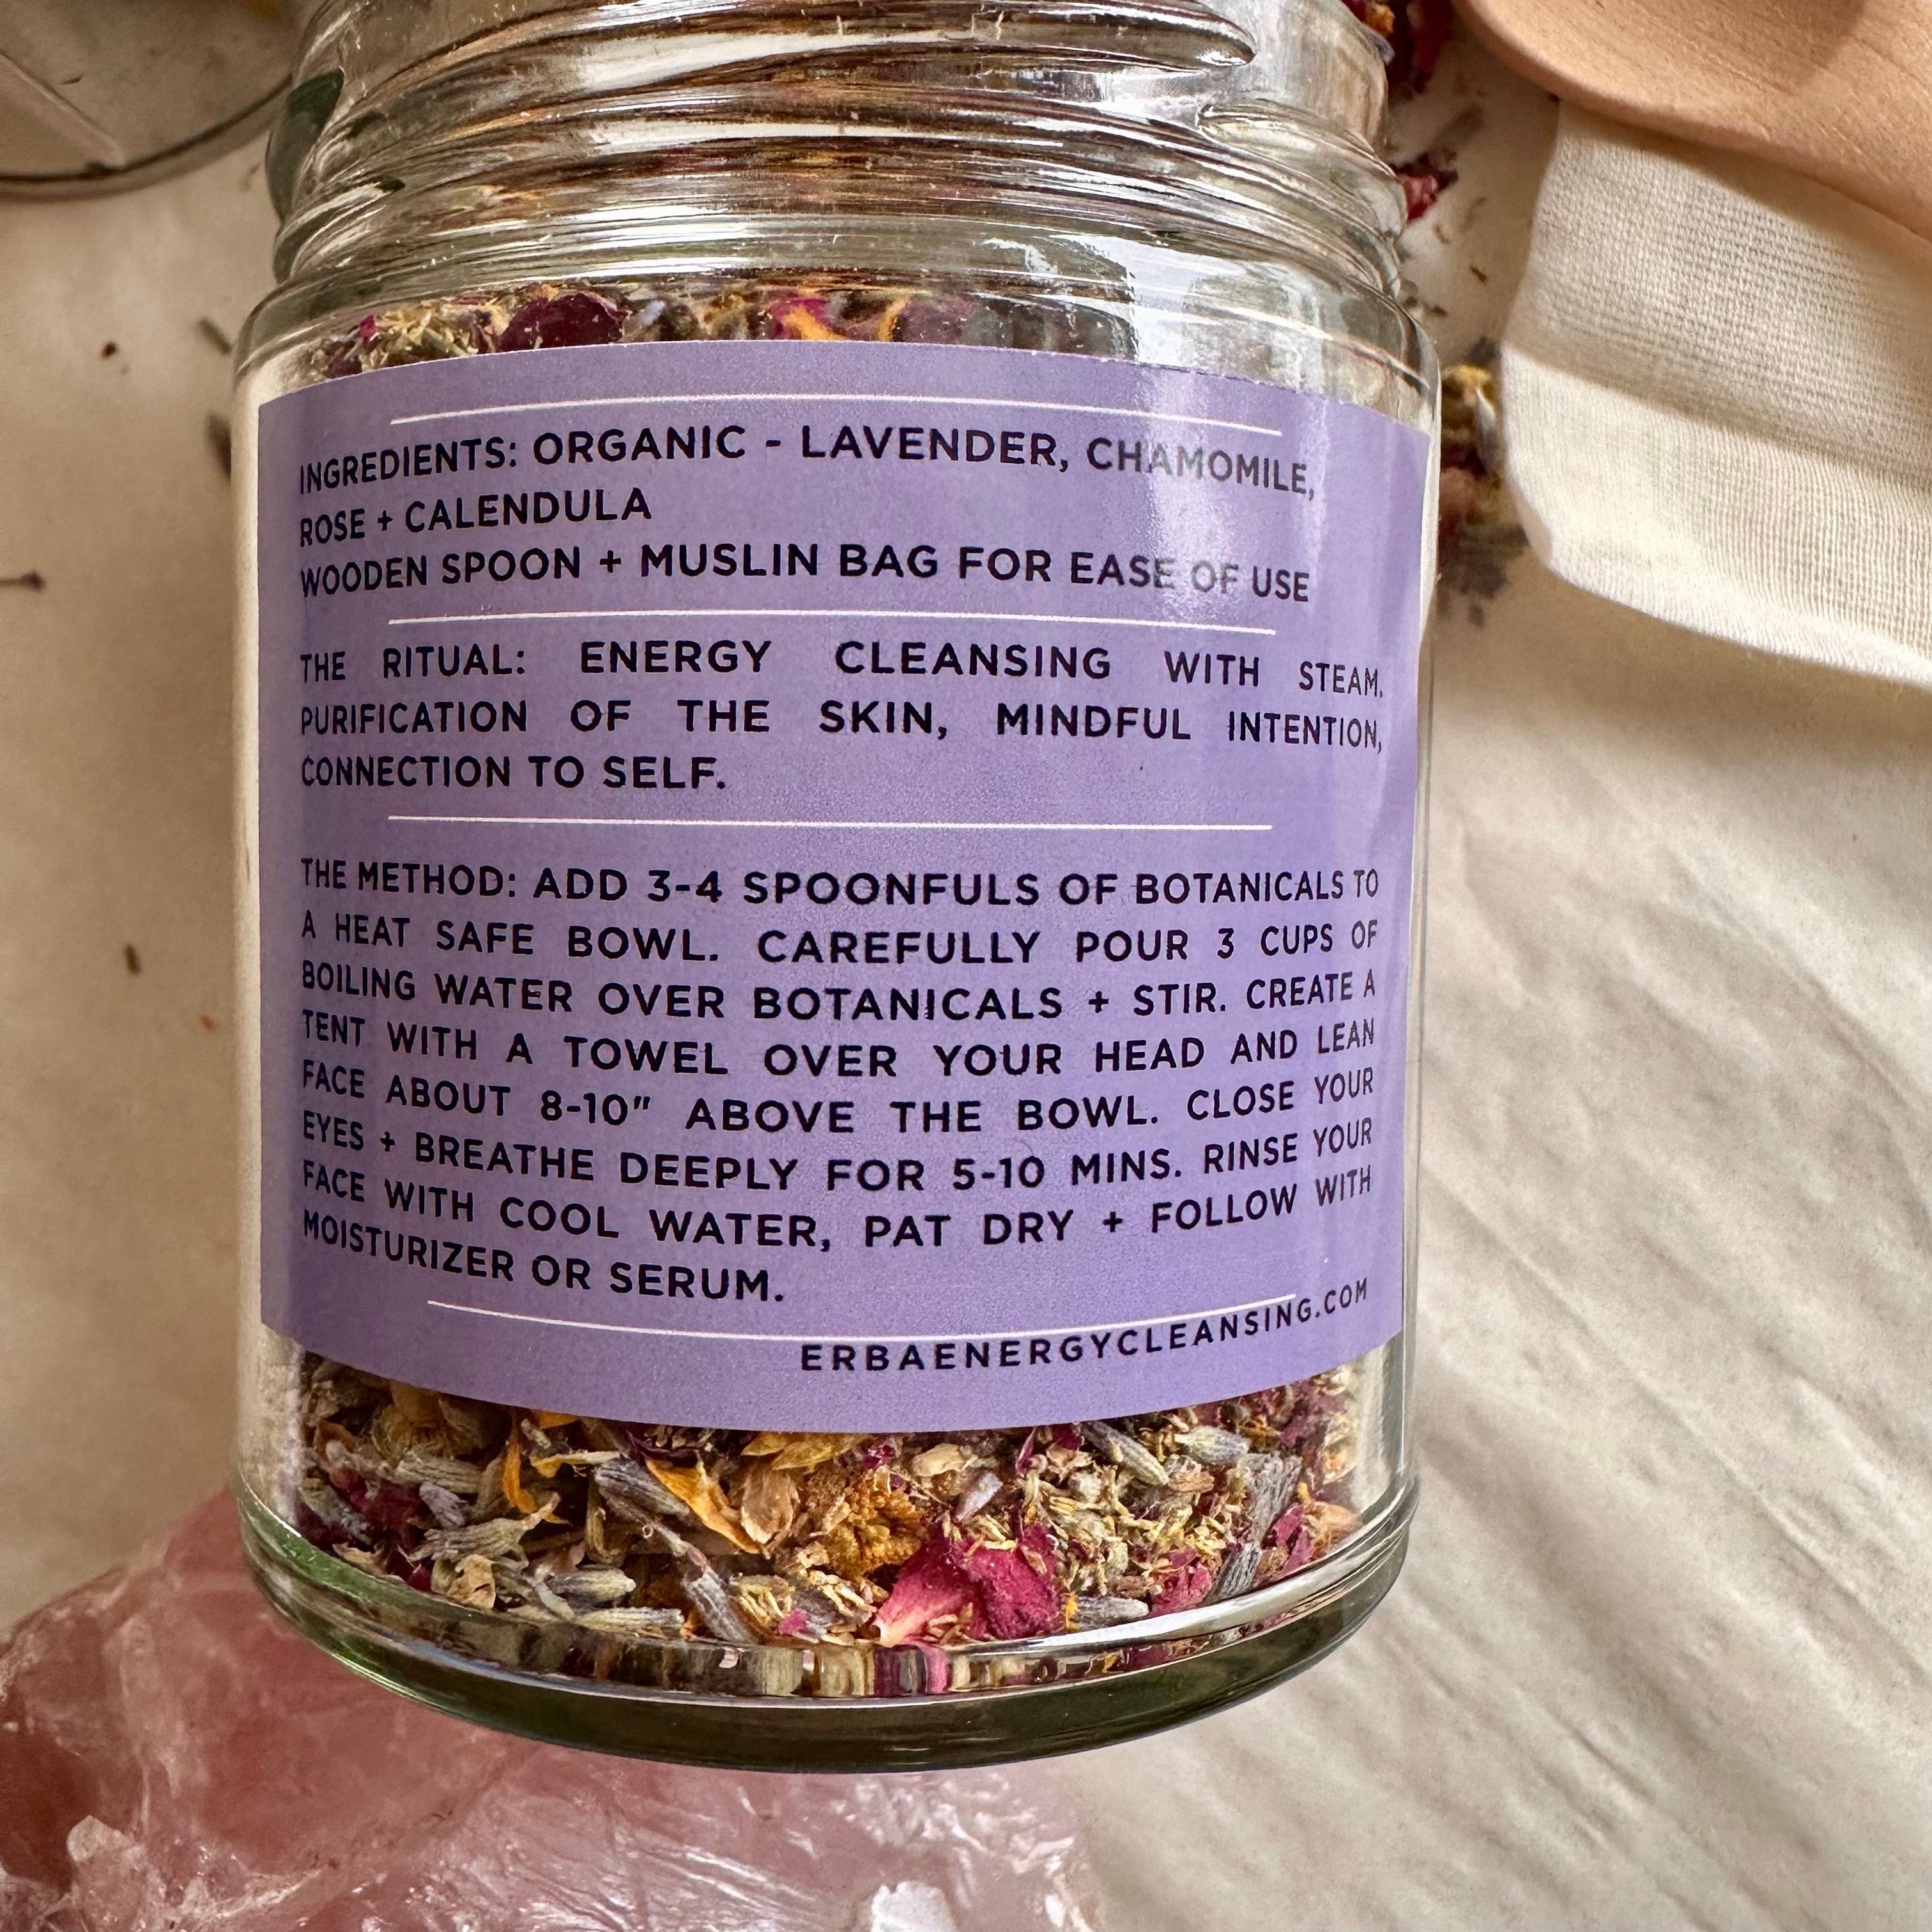 INGREDIENTS: ORGANIC - LAVENDER, CHAMOMILE,
ROSE + CALENDULA
WOODEN SPOON + MUSLIN BAG FOR EASE OF USE
THE RITUAL: ENERGY CLEANSING WITH STEAM.
PURIFICATION OF THE SKIN, MINDFUL INTENTION,
CONNECTION TO SELF.
THE METHOD: ADD 3-4 SPOONFULS OF BOTANICALS TO
A HEAT SAFE BOWL. CAREFULLY POUR 3 CUPS OF
BOILING WATER OVER BOTANICALS + STIR. CREATE A
TENT WITH A TOWEL OVER YOUR HEAD AND LEAN
FACE ABOUT 8-10" ABOVE THE BOWL. CLOSE YOUR
EYES + BREATHE DEEPLY FOR 5-10 MINS. RINSE YOUR
FACE WITH COOL WATER, PAT DRY + FOLLOW WITH
MOISTURIZER OR SERUM.
ERBAENERGYCLEANSING.COM